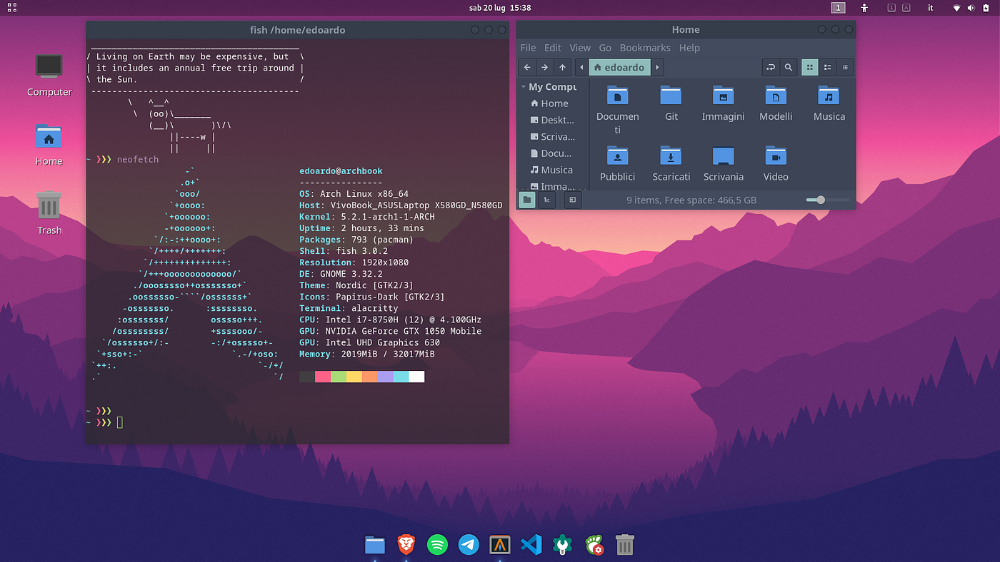 sab 20 lug 15:38
1
1
A
it
Computer
Home
Trash
fish /home/edoardo
 ________________________________________
/ Living on Earth may be expensive, but  \
| it includes an annual free trip around |
\ the Sun.                               /
 ----------------------------------------
        \   ^__^
         \  (oo)\_______
            (__)\       )\/\
                ||----w |
                ||     ||
~ ❯❯❯ neofetch
                   -`
                  .o+`
                 `ooo/
                `+oooo:
               `+oooooo:
               -+oooooo+:
             `/:-:++oooo+:
            `/++++/+++++++:
           `/++++++++++++++:
          `/+++ooooooooooooo/`
         ./ooosssso++osssssso+`
        .oossssso-````/ossssss+`
       -osssssso.      :ssssssso.
      :osssssss/        osssso+++.
     /ossssssss/        +ssssooo/-
   `/ossssso+/:-        -:/+osssso+-
  `+sso+:-`                 `.-/+oso:
 `++:.                           `-/+/
 .`                                 `/
edoardo@archbook
----------------
OS: Arch Linux x86_64
Host: VivoBook_ASUSLaptop X580GD_N580GD
Kernel: 5.2.1-arch1-1-ARCH
Uptime: 2 hours, 33 mins
Packages: 793 (pacman)
Shell: fish 3.0.2
Resolution: 1920x1080
DE: GNOME 3.32.2
Theme: Nordic [GTK2/3]
Icons: Papirus-Dark [GTK2/3]
Terminal: alacritty
CPU: Intel i7-8750H (12) @ 4.100GHz
GPU: NVIDIA GeForce GTX 1050 Mobile
GPU: Intel UHD Graphics 630
Memory: 2019MiB / 32017MiB
~ ❯❯❯
~ ❯❯❯
Home
File Edit View Go Bookmarks Help
edoardo
My Compu
Home
Deskt...
Scriva...
Docu...
Musica
Imma...
Documen
ti
Git
Immagini
Modelli
Musica
Pubblici
Scaricati
Scrivania
Video
9 items, Free space: 466,5 GB